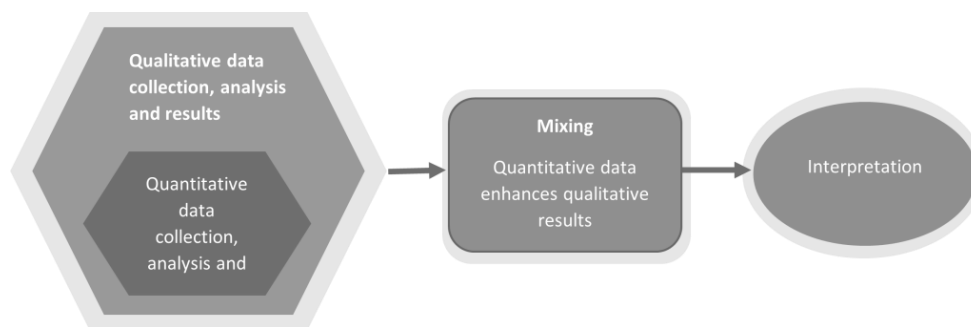 Qualitative data
collection, analysis
and results
Quantitative
data
collection,
analysis and
Mixing
Quantitative data
enhances qualitative
results
Interpretation